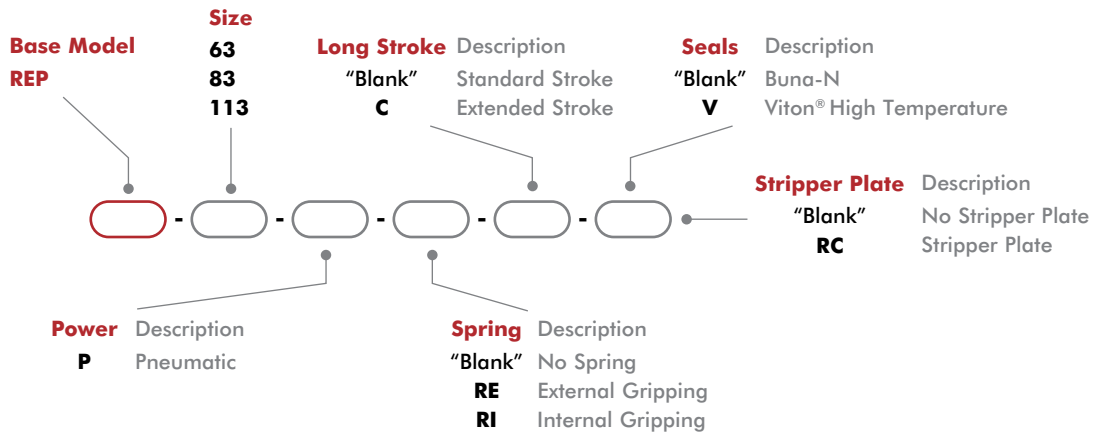 Size
Base Model
63
Long Stroke Description
Seals Description
REP
83
“Blank” Standard Stroke
“Blank” Buna-N
113
C Extended Stroke
V Viton® High Temperature
Stripper Plate Description
- - - - -
“Blank” No Stripper Plate
RC Stripper Plate
Power Description
Spring Description
P Pneumatic
“Blank” No Spring
RE External Gripping
RI Internal Gripping